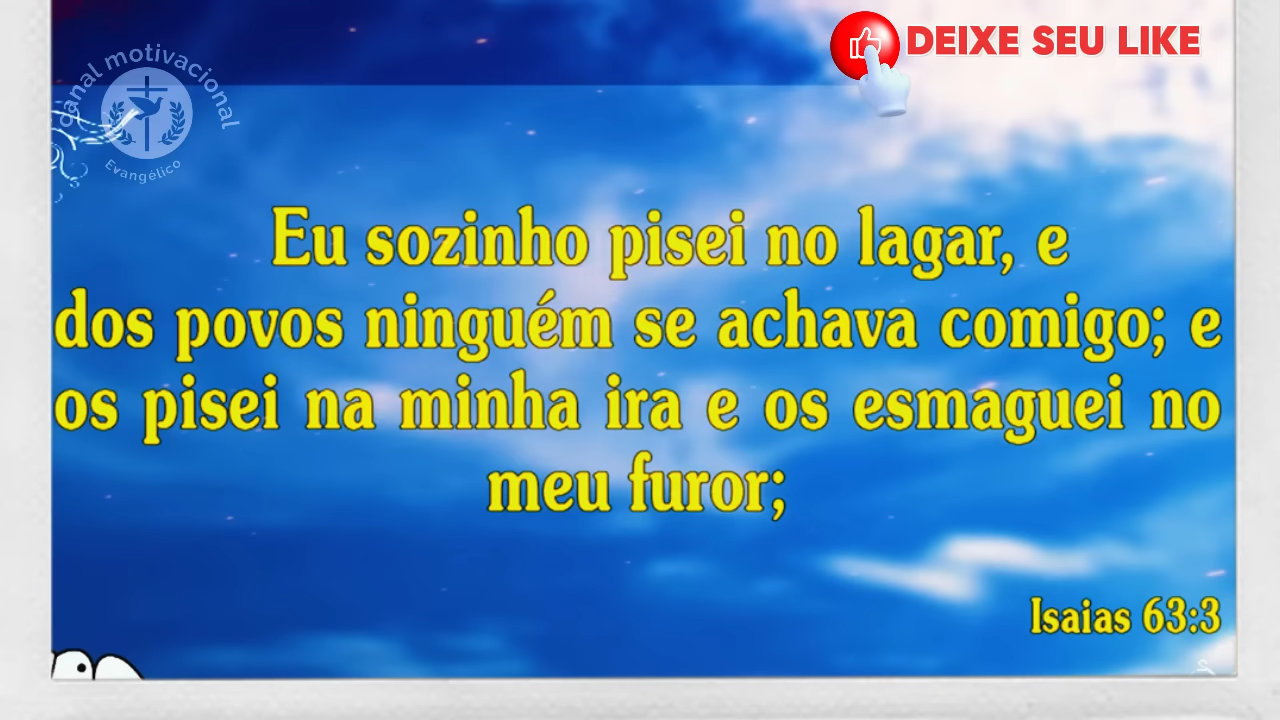 canal motivacional
Evangélico
DEIXE SEU LIKE
Eu sozinho pisei no lagar, e
dos povos ninguém se achava comigo; e
os pisei na minha ira e os esmaguei no
meu furor;
Isaias 63:3